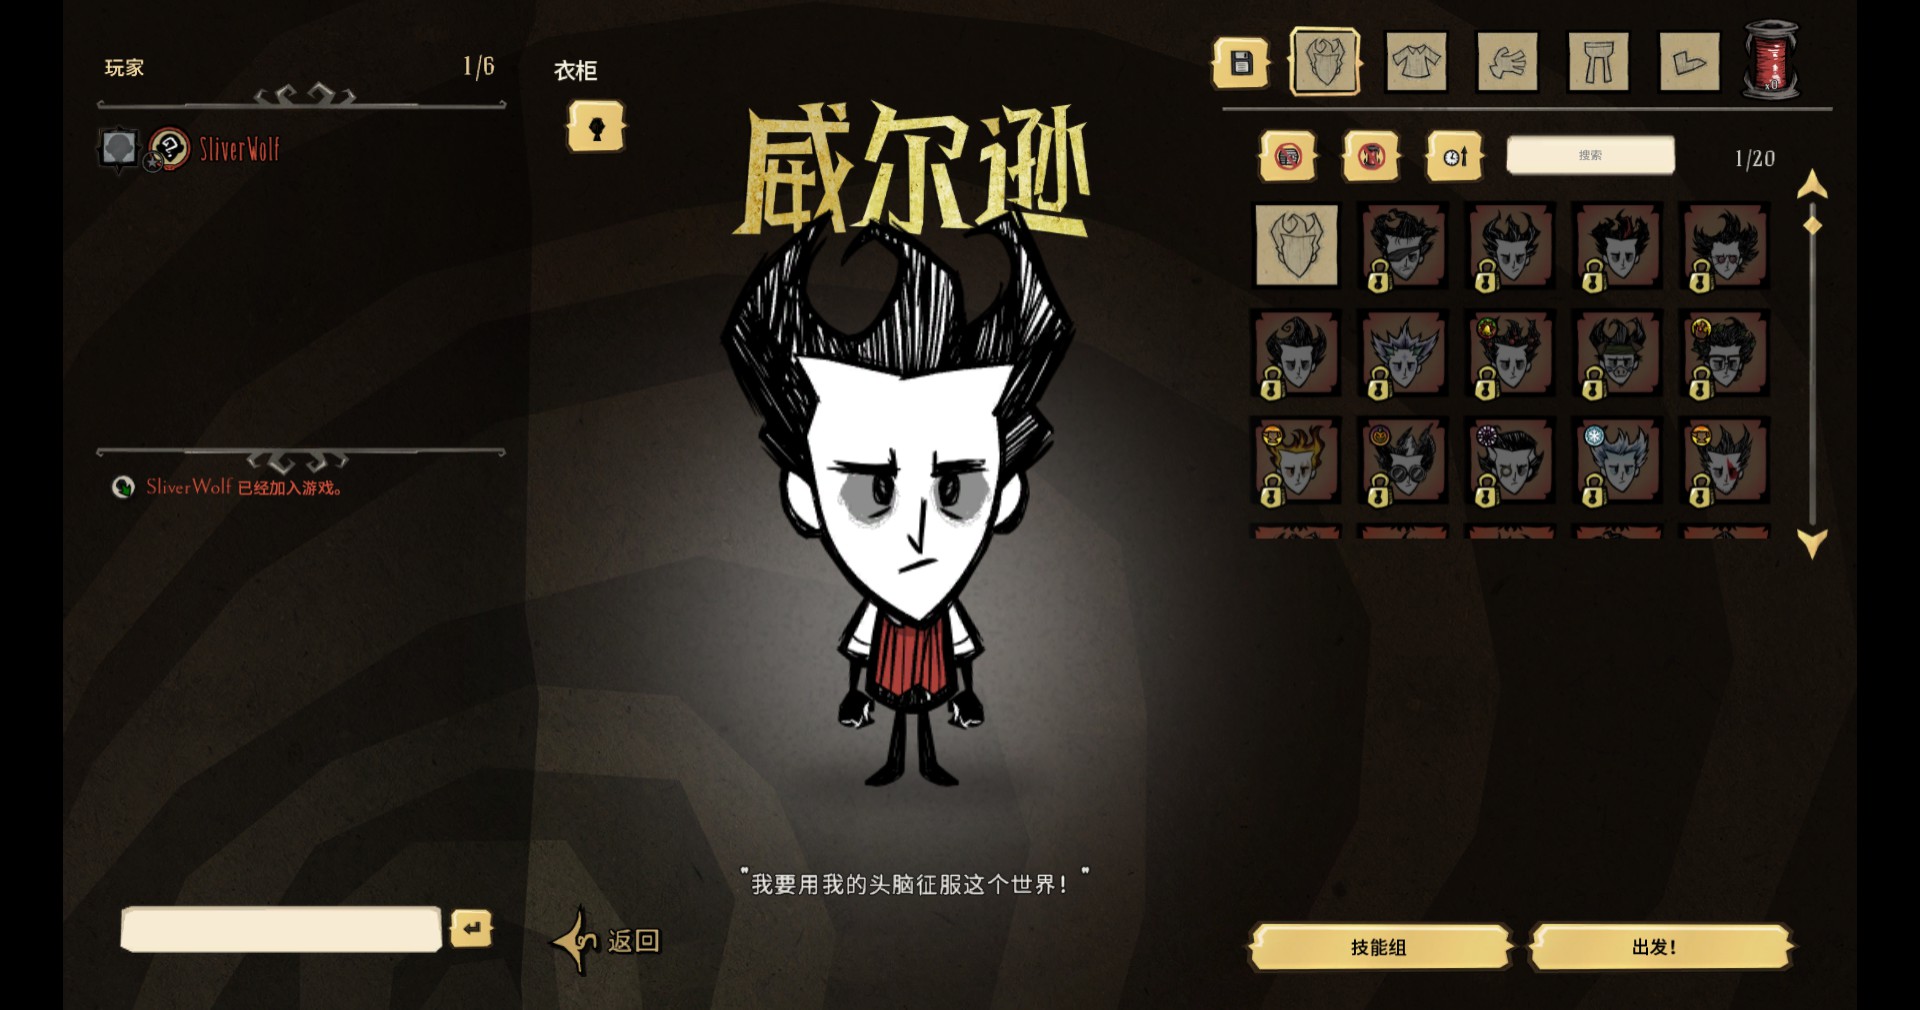 玩家
1/6
SliverWolf
SliverWolf 已经加入游戏。
衣柜
威尔逊
"我要用我的头脑征服这个世界！"
返回
x0
搜索
1/20
技能组
出发！